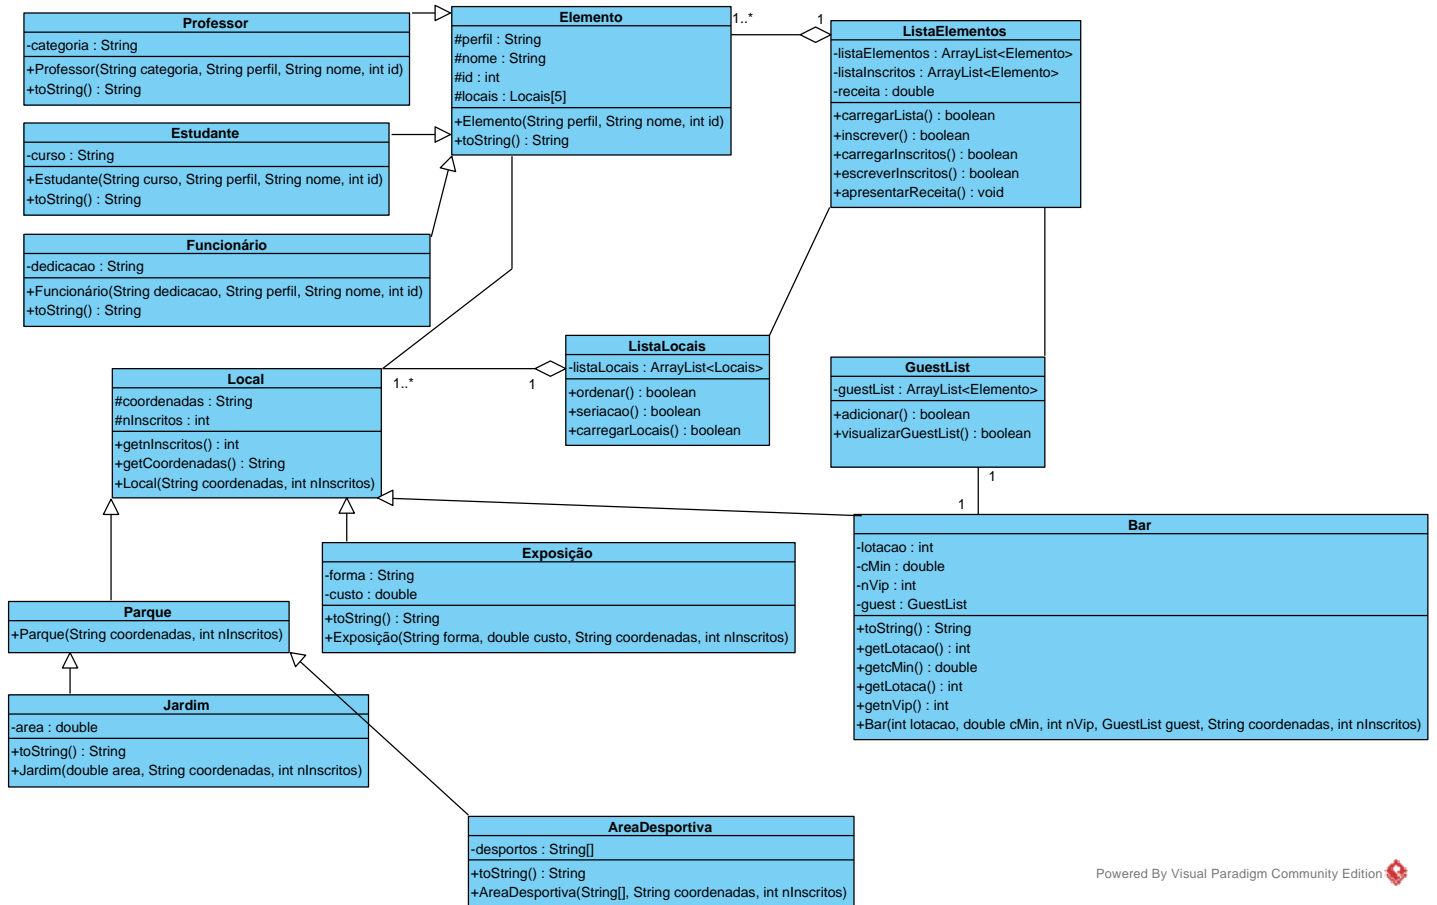 Professor
-categoria : String
+Professor(String categoria, String perfil, String nome, int id)
+toString() : String
Elemento
#perfil : String
#nome : String
#id : int
#locais : Locais[5]
+Elemento(String perfil, String nome, int id)
+toString() : String
1..*
1
ListaElementos
-listaElementos : ArrayList<Elemento>
-listaInscritos : ArrayList<Elemento>
-receita : double
+carregarLista() : boolean
+inscrever() : boolean
+carregarInscritos() : boolean
+escreverInscritos() : boolean
+apresentarReceita() : void
Estudante
-curso : String
+Estudante(String curso, String perfil, String nome, int id)
+toString() : String
Funcionário
-dedicacao : String
+Funcionário(String dedicacao, String perfil, String nome, int id)
+toString() : String
ListaLocais
-listaLocais : ArrayList<Locais>
+ordenar() : boolean
+seriacao() : boolean
+carregarLocais() : boolean
1..*
1
GuestList
-guestList : ArrayList<Elemento>
+adicionar() : boolean
+visualizarGuestList() : boolean
1
1
Local
#coordenadas : String
#nInscritos : int
+getnInscritos() : int
+getCoordenadas() : String
+Local(String coordenadas, int nInscritos)
Bar
-lotacao : int
-cMin : double
-nVip : int
-guest : GuestList
+toString() : String
+getLotacao() : int
+getcMin() : double
+getLotaca() : int
+getnVip() : int
+Bar(int lotacao, double cMin, int nVip, GuestList guest, String coordenadas, int nInscritos)
Exposição
-forma : String
-custo : double
+toString() : String
+Exposição(String forma, double custo, String coordenadas, int nInscritos)
Parque
+Parque(String coordenadas, int nInscritos)
Jardim
-area : double
+toString() : String
+Jardim(double area, String coordenadas, int nInscritos)
AreaDesportiva
-desportos : String[]
+toString() : String
+AreaDesportiva(String[], String coordenadas, int nInscritos)
Powered By Visual Paradigm Community Edition